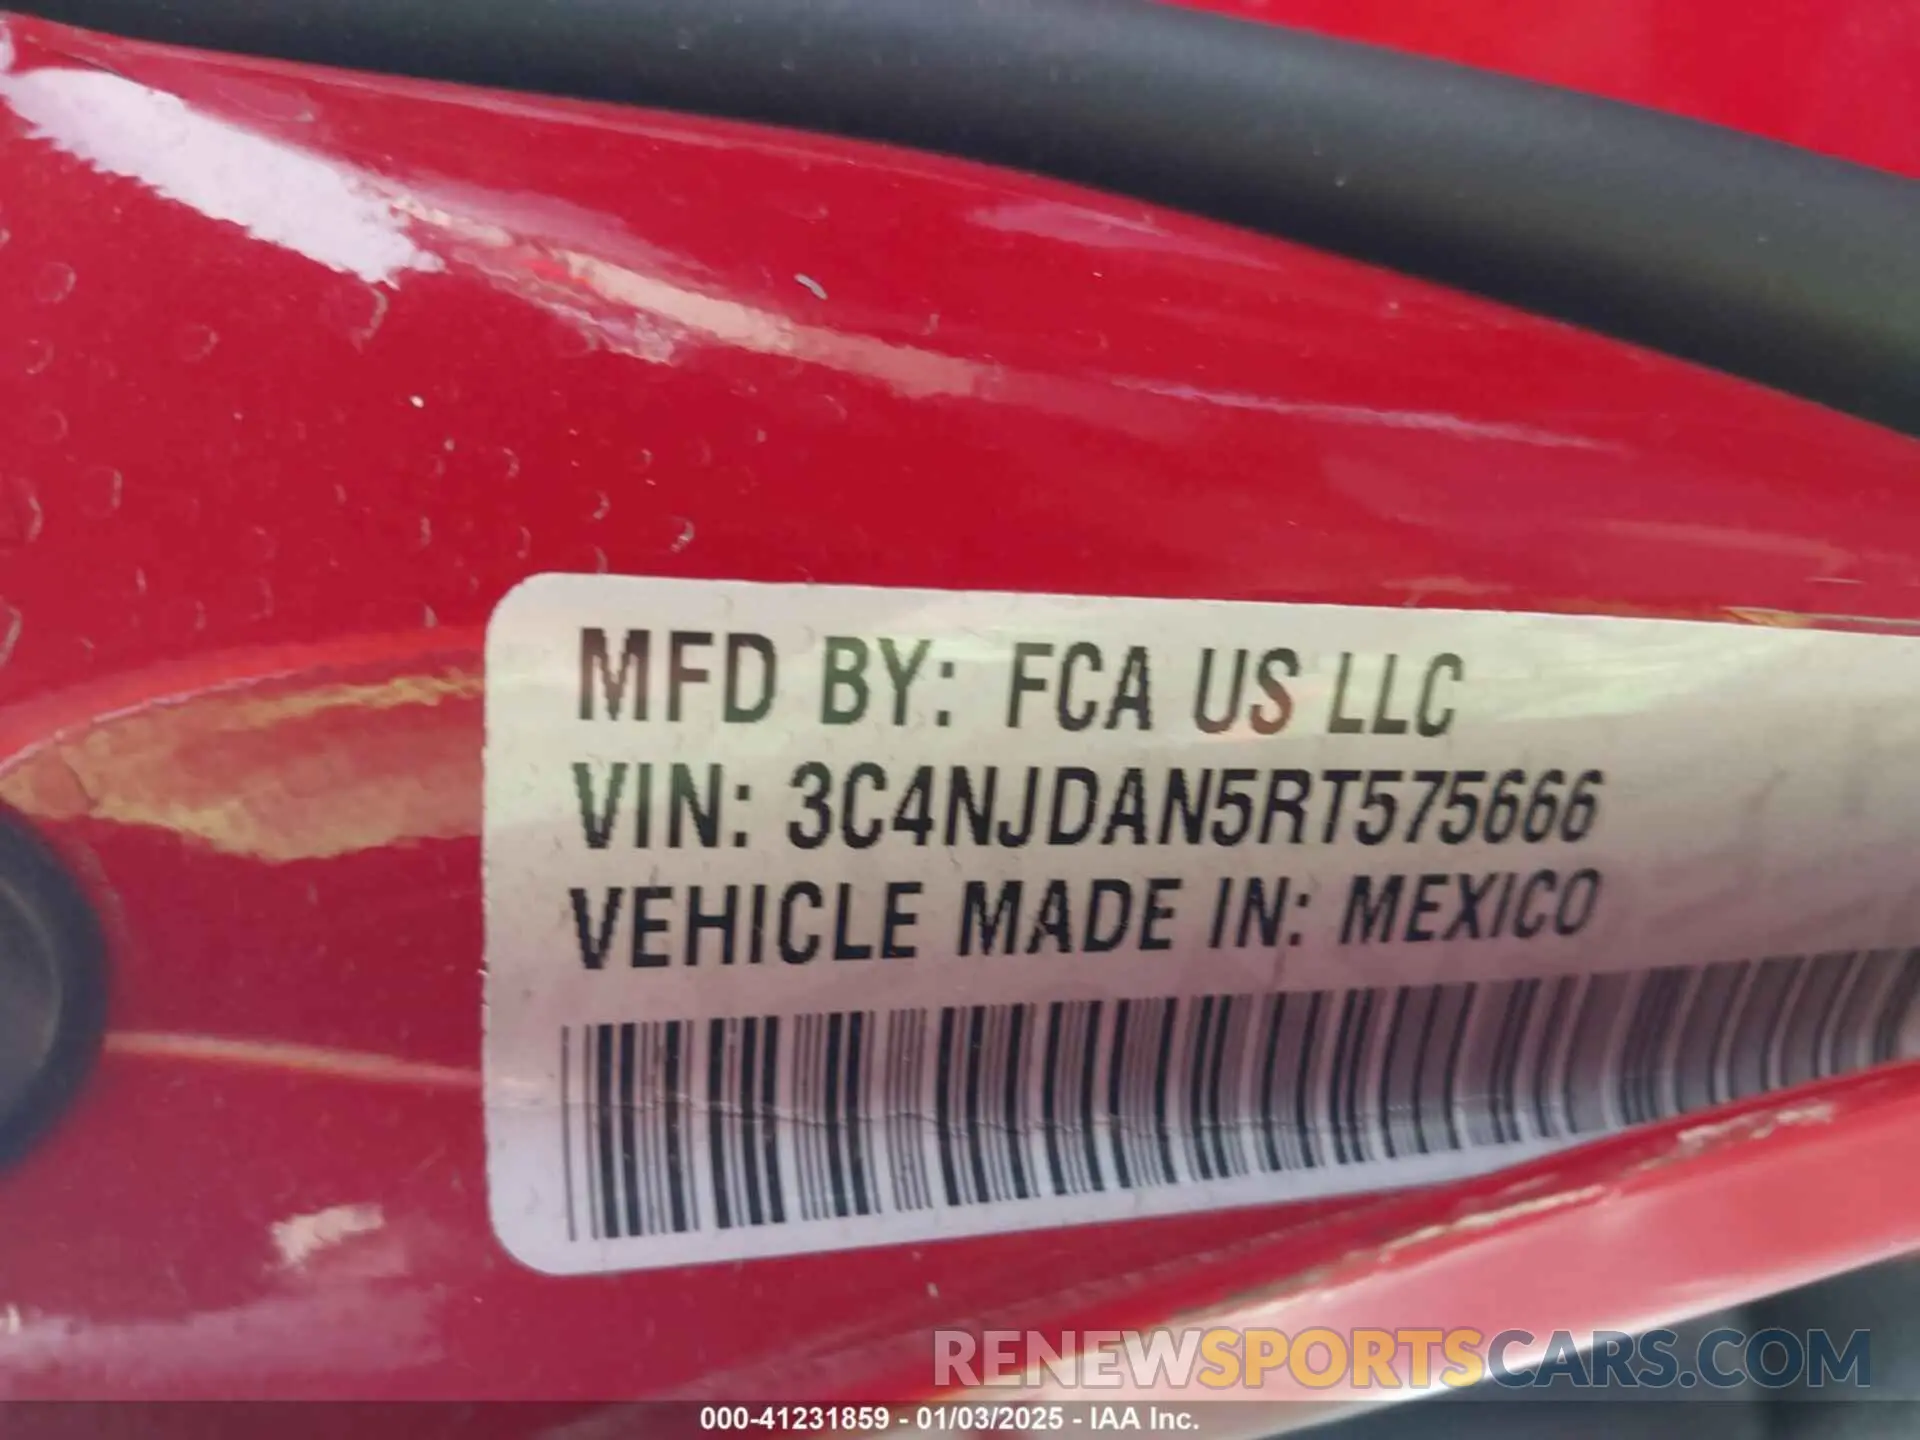 MFD BY: FCA US LLC
VIN: 3C4NJDAN5RT575666
VEHICLE MADE IN: MEXICO
RENEWSPORTSCARS.COM
000-41231859 - 01/03/2025 - IAA Inc.